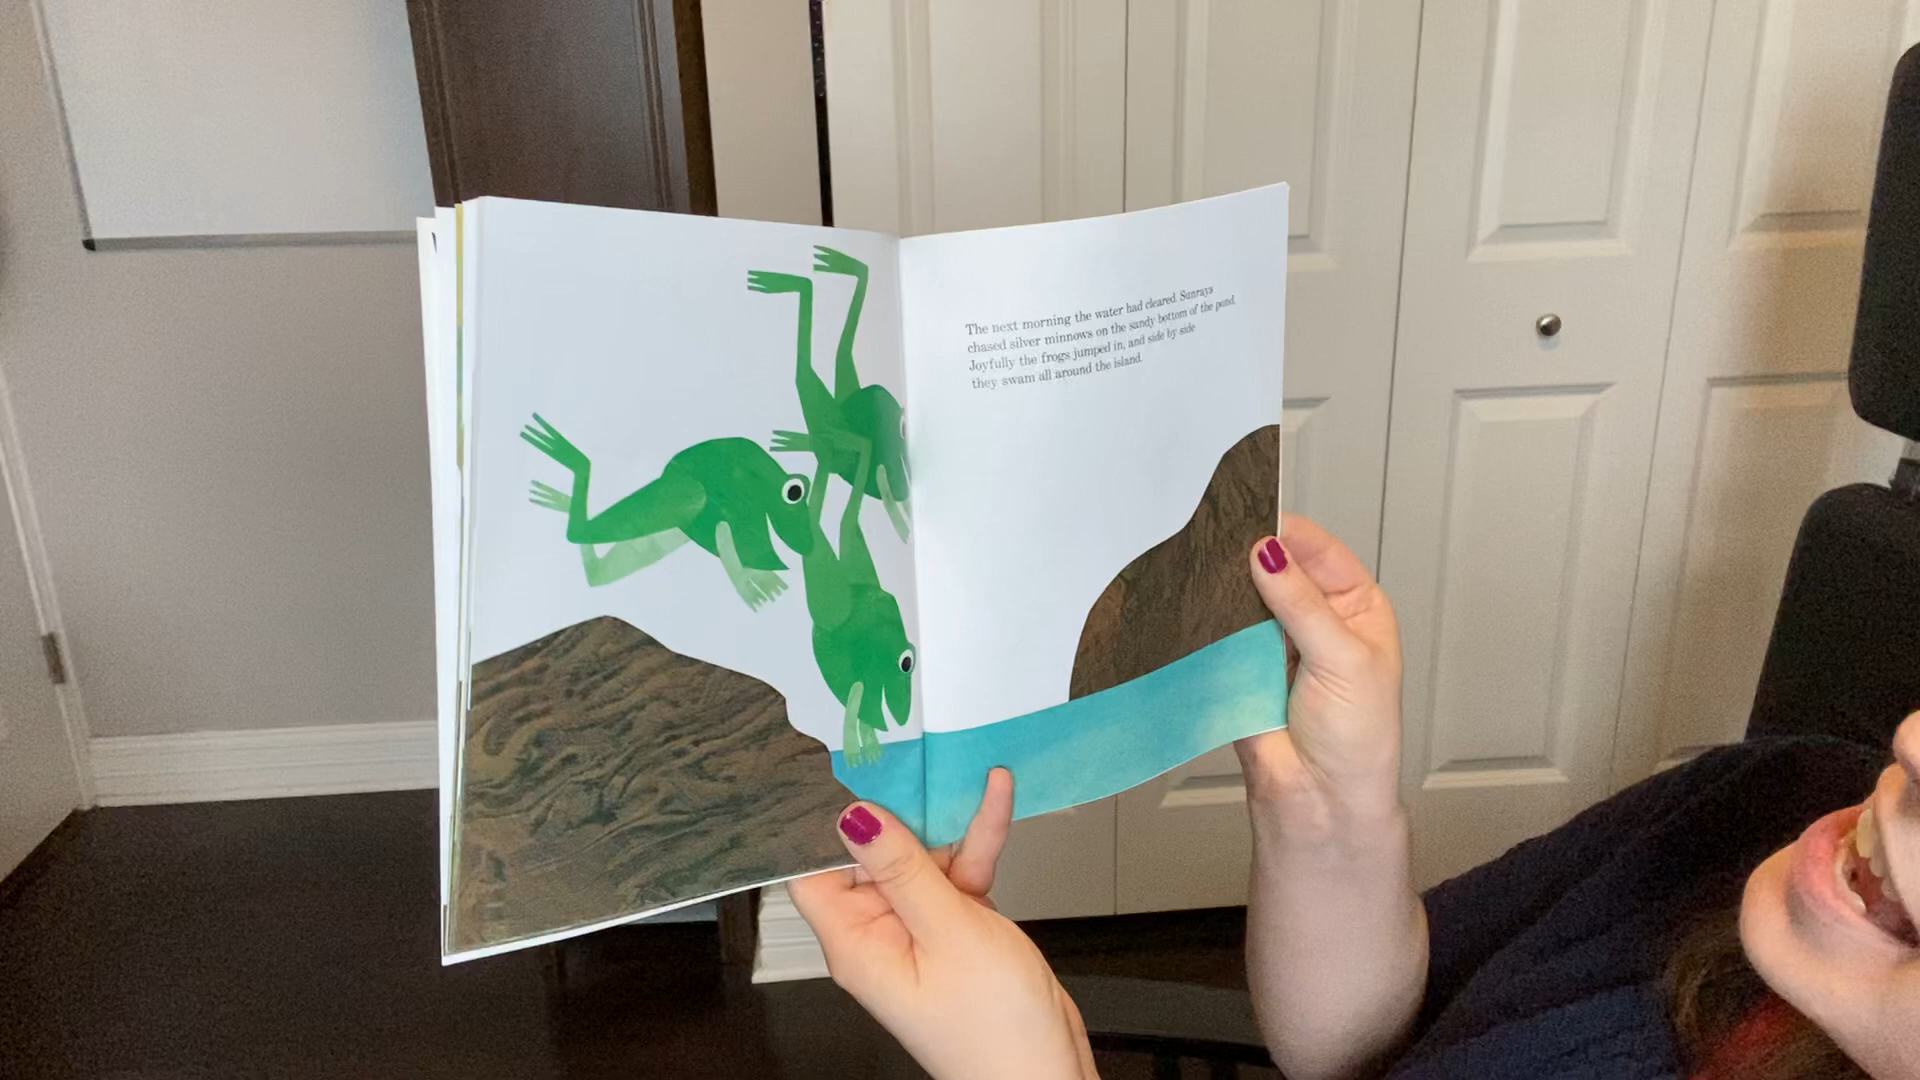 The next morning the water had cleared. Sunrays
chased silver minnows on the sandy bottom of the pond.
Joyfully the frogs jumped in, and side by side
they swam all around the island.